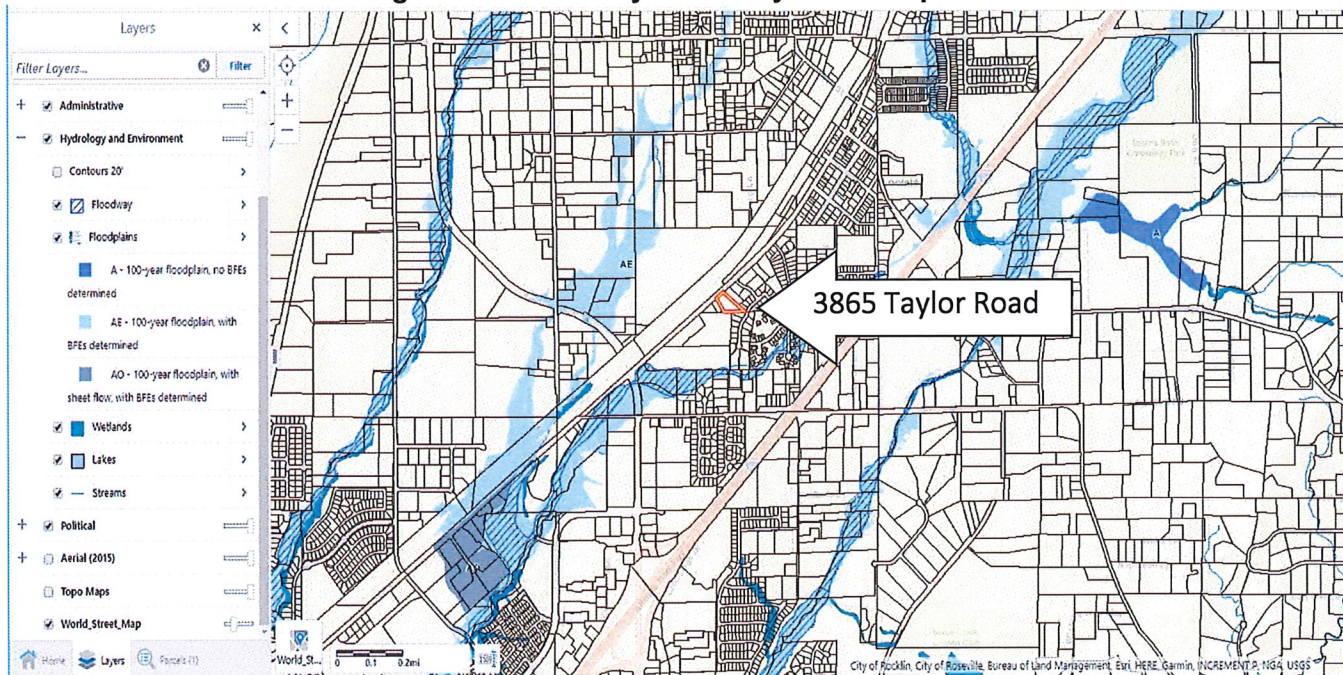 Layers
Filter Layers...
Filter
Administrative
Hydrology and Environment
Contours 20'
Floodway
Floodplains
A - 100-year floodplain, no BFEs
determined
AE - 100-year floodplain, with
BFEs determined
AO - 100-year floodplain, with
sheet flow, with BFEs determined
Wetlands
Lakes
Streams
Political
Aerial (2015)
Topo Maps
World_Street_Map
Home
Layers
Parcels (1)
World_St...
0 0.1 0.2mi
AE
A
3865 Taylor Road
City of Rocklin, City of Roseville, Bureau of Land Management, Esri, HERE, Garmin, INCREMENT P, NGA, USGS